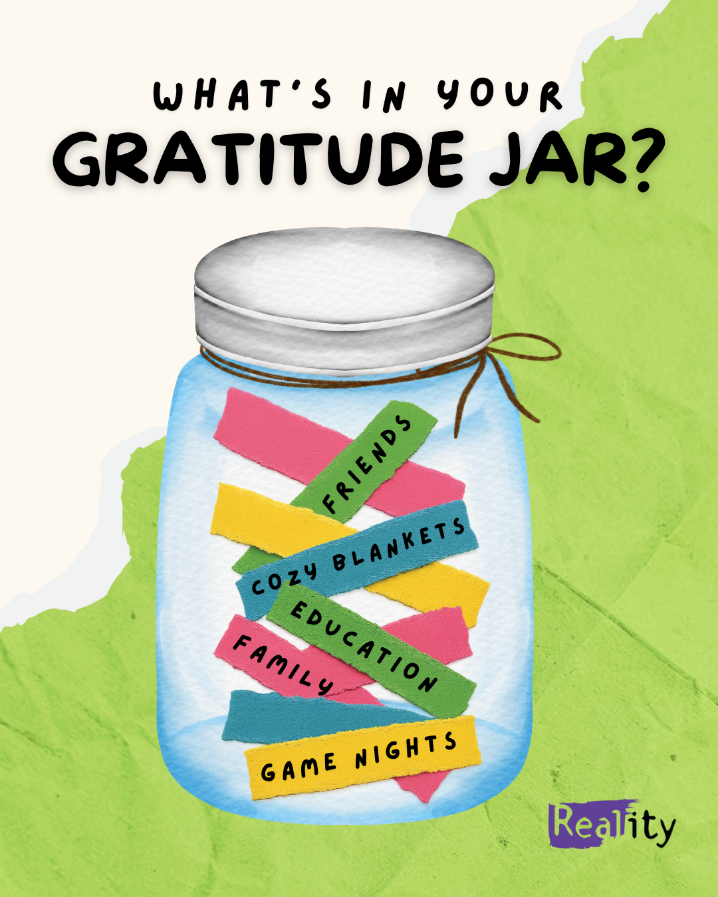 WHAT'S IN YOUR
GRATITUDE JAR?
FRIENDS
COZY BLANKETS
EDUCATION
FAMILY
GAME NIGHTS
Reality